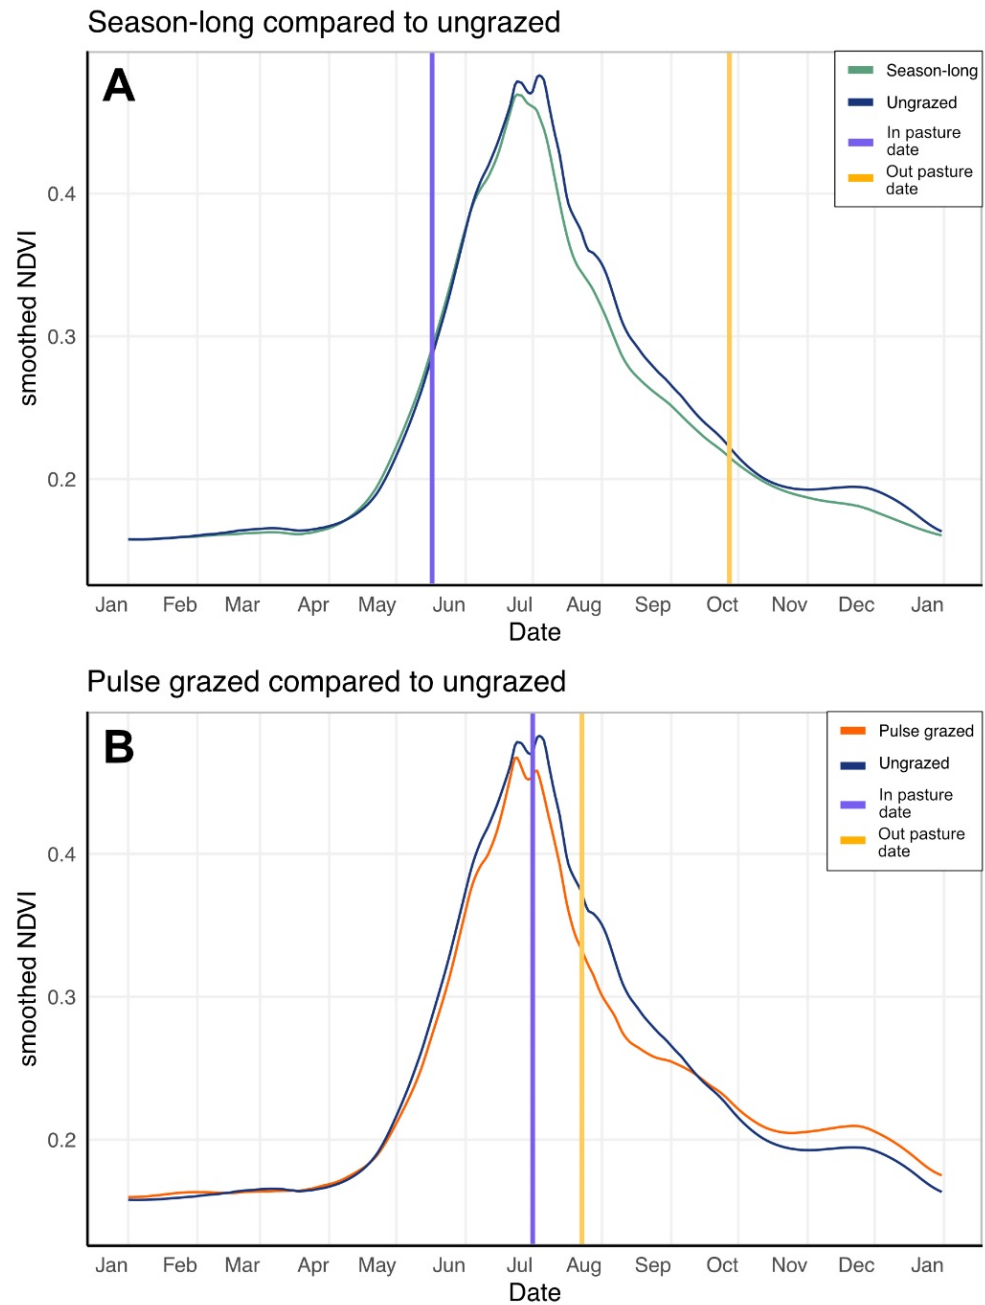 Season-long compared to ungrazed
A
Season-long
Ungrazed
In pasture
date
Out pasture
date
0.4
0.3
0.2
smoothed NDVI
Jan Feb Mar Apr May Jun Jul Aug Sep Oct Nov Dec Jan
Date
Pulse grazed compared to ungrazed
B
Pulse grazed
Ungrazed
In pasture
date
Out pasture
date
0.4
0.3
0.2
smoothed NDVI
Jan Feb Mar Apr May Jun Jul Aug Sep Oct Nov Dec Jan
Date